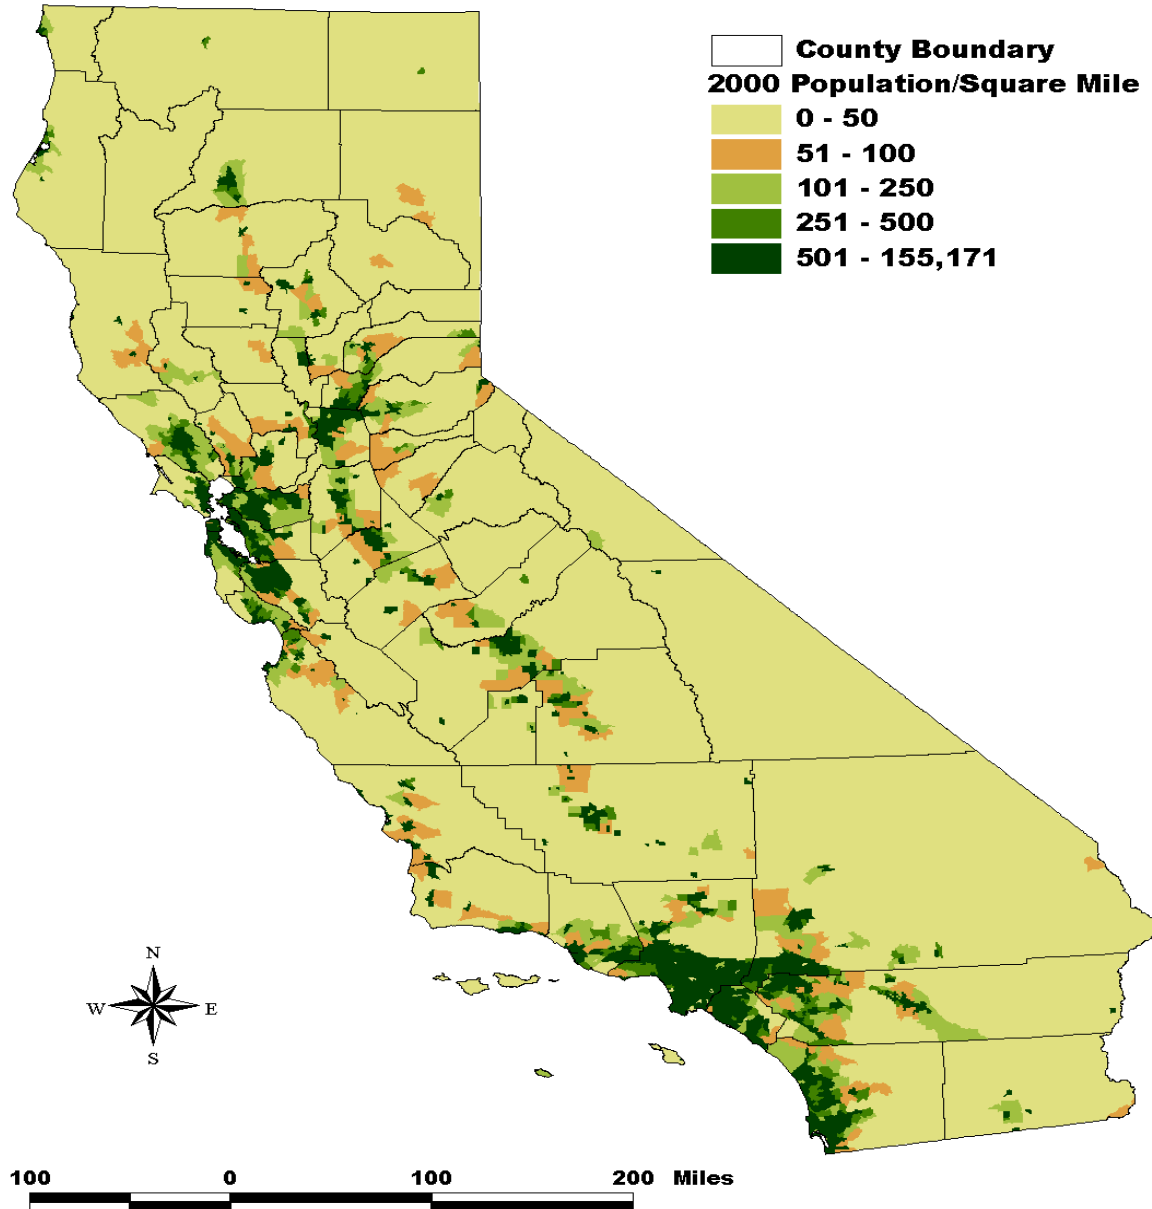 County Boundary
2000 Population/Square Mile
0 - 50
51 - 100
101 - 250
251 - 500
501 - 155,171
N
W E
S
100 0 100 200 Miles